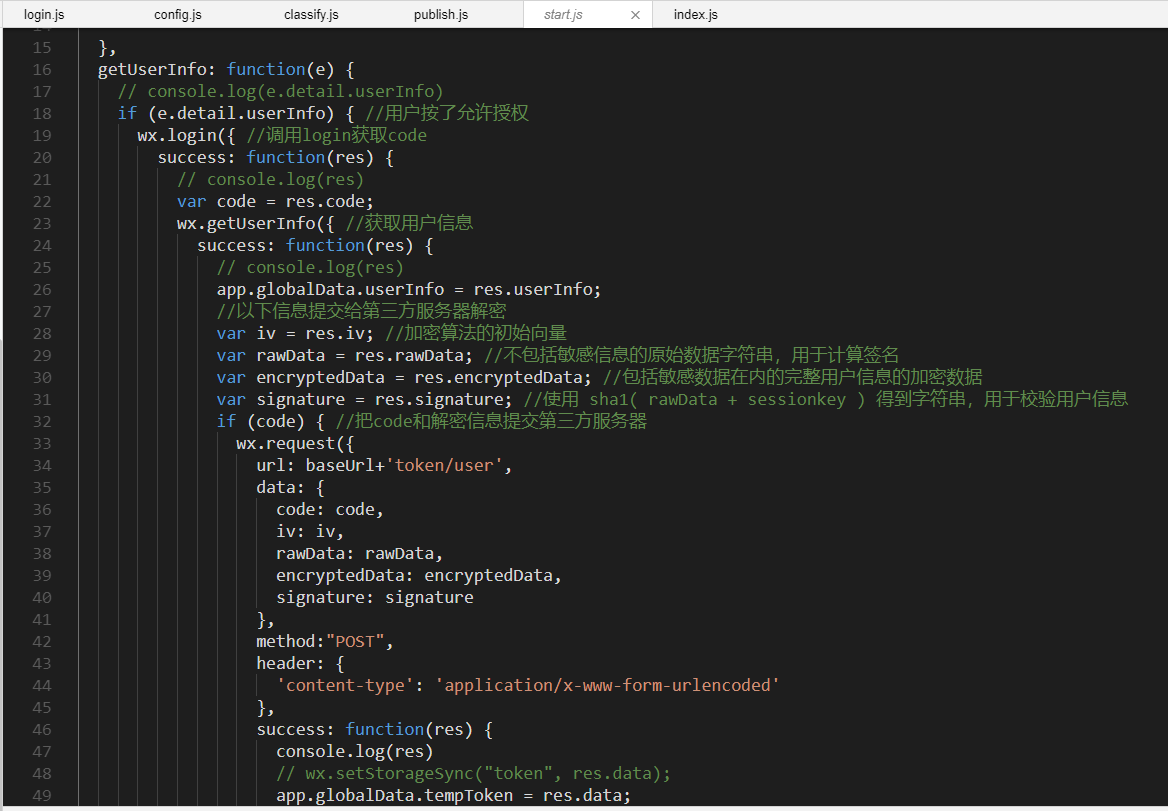 login.js config.js classify.js publish.js start.js × index.js
15 },
16 getUserInfo: function(e) {
17 // console.log(e.detail.userInfo)
18 if (e.detail.userInfo) { //用户按了允许授权
19 wx.login({ //调用login获取code
20 success: function(res) {
21 // console.log(res)
22 var code = res.code;
23 wx.getUserInfo({ //获取用户信息
24 success: function(res) {
25 // console.log(res)
26 app.globalData.userInfo = res.userInfo;
27 //以下信息提交给第三方服务器解密
28 var iv = res.iv; //加密算法的初始向量
29 var rawData = res.rawData; //不包括敏感信息的原始数据字符串，用于计算签名
30 var encryptedData = res.encryptedData; //包括敏感数据在内的完整用户信息的加密数据
31 var signature = res.signature; //使用 sha1( rawData + sessionkey ) 得到字符串，用于校验用户信息
32 if (code) { //把code和解密信息提交第三方服务器
33 wx.request({
34 url: baseUrl+'token/user',
35 data: {
36 code: code,
37 iv: iv,
38 rawData: rawData,
39 encryptedData: encryptedData,
40 signature: signature
41 },
42 method:"POST",
43 header: {
44 'content-type': 'application/x-www-form-urlencoded'
45 },
46 success: function(res) {
47 console.log(res)
48 // wx.setStorageSync("token", res.data);
49 app.globalData.tempToken = res.data;